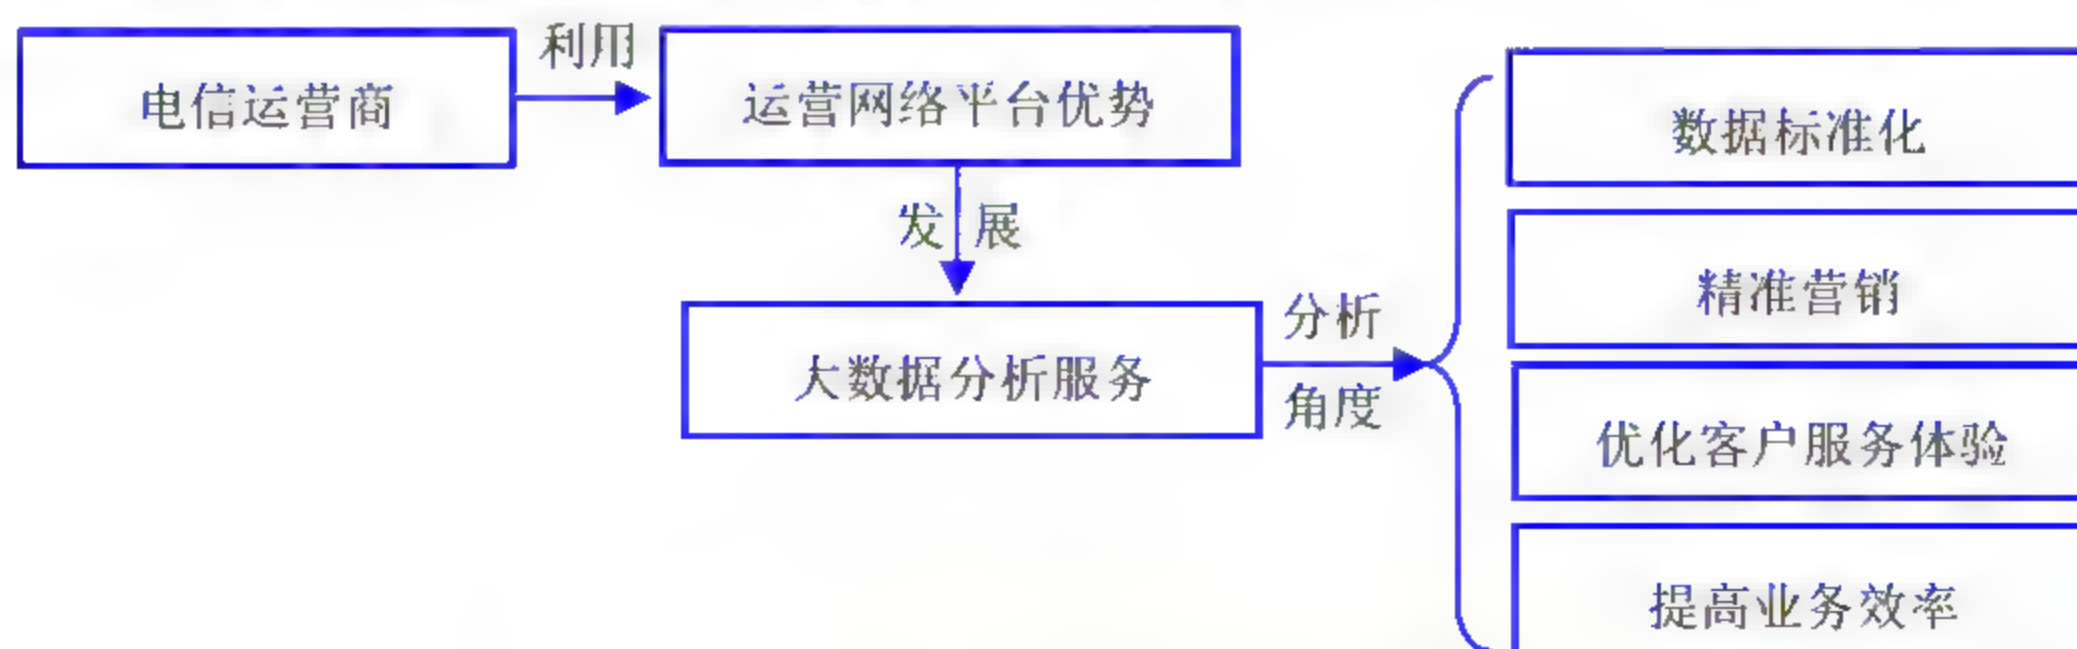 电信运营商
利用
运营网络平台优势
发展
大数据分析服务
分析
角度
数据标准化
精准营销
优化客户服务体验
提高业务效率